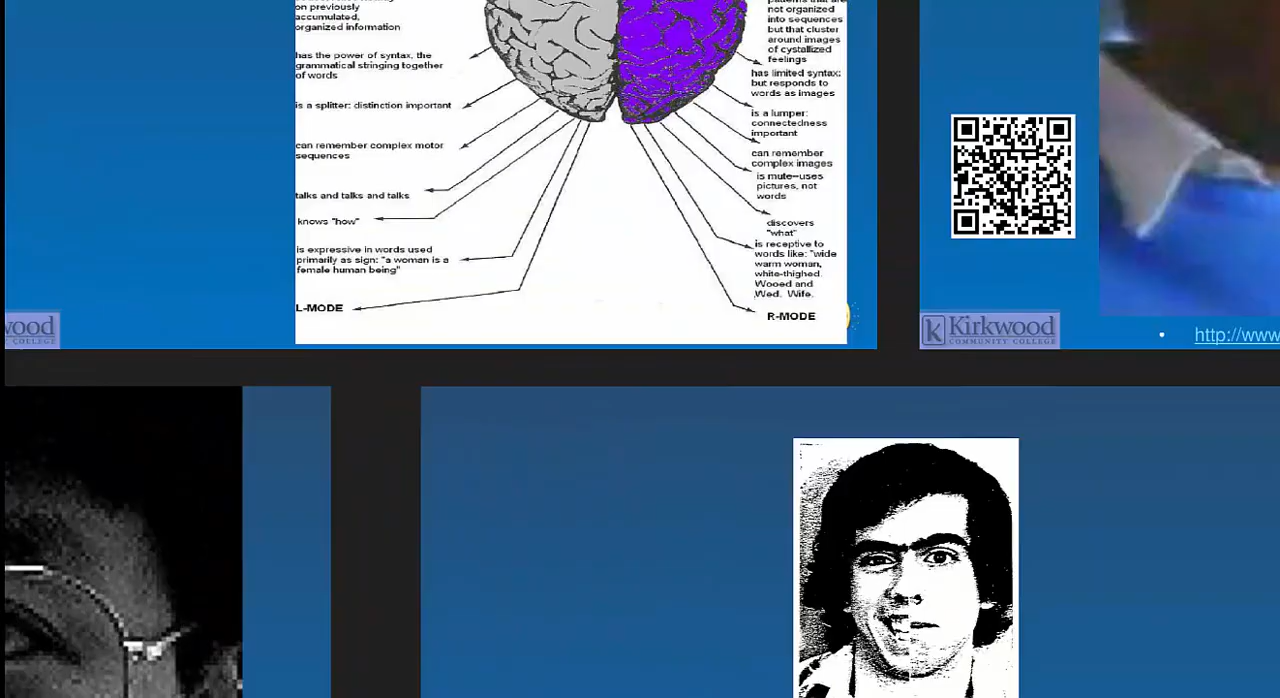 on previously
accumulated,
organized information
has the power of syntax, the
grammatical stringing together
of words
is a splitter: distinction important
can remember complex motor
sequences
talks and talks and talks
knows "how"
is expressive in words used
primarily as sign: "a woman is a
female human being"
L-MODE
not organized
into sequences
but that cluster
around images
of cystallized
feelings
has limited syntax:
but responds to
words as images
is a lumper:
connectedness
important
can remember
complex images
is mute--uses
pictures, not
words
discovers
"what"
is receptive to
words like: "wide
warm woman,
white-thighed.
Wooed and
Wed. Wife.
R-MODE
wood
COLLEGE
Kirkwood
COMMUNITY COLLEGE
• http://www